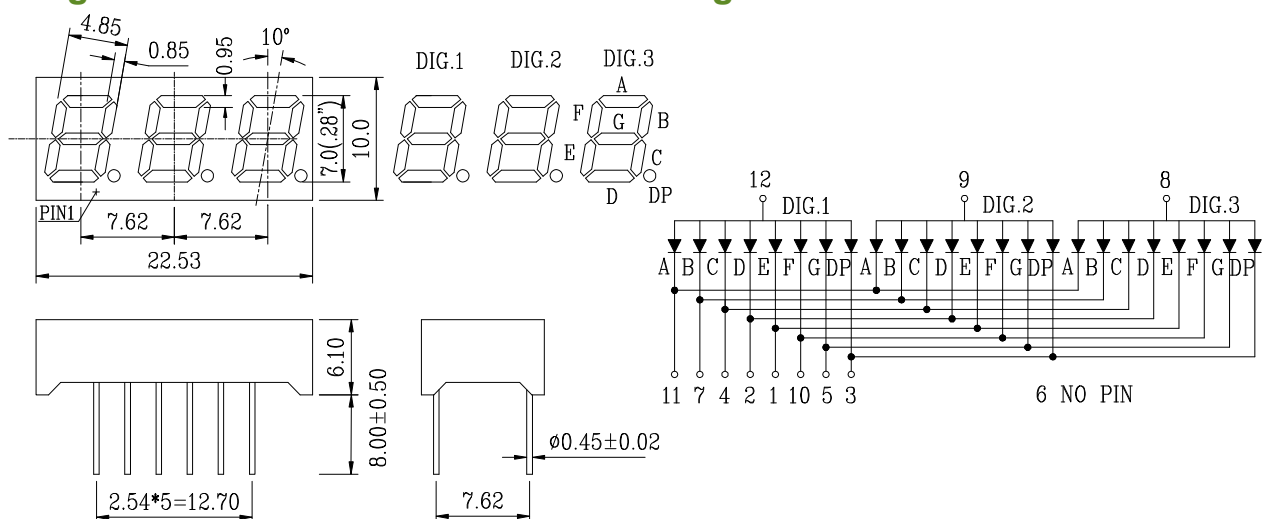 4.85
0.85
0.95
10°
7.0(.28")
10.0
PIN1
7.62
7.62
22.53
DIG.1
DIG.2
DIG.3
A
F
B
G
E
C
D
DP
12
DIG.1
9
DIG.2
8
DIG.3
A B C D E F G DP A B C D E F G DP A B C D E F G DP
11 7 4 2 1 10 5 3
6 NO PIN
6.10
8.00±0.50
2.54*5=12.70
ø0.45±0.02
7.62